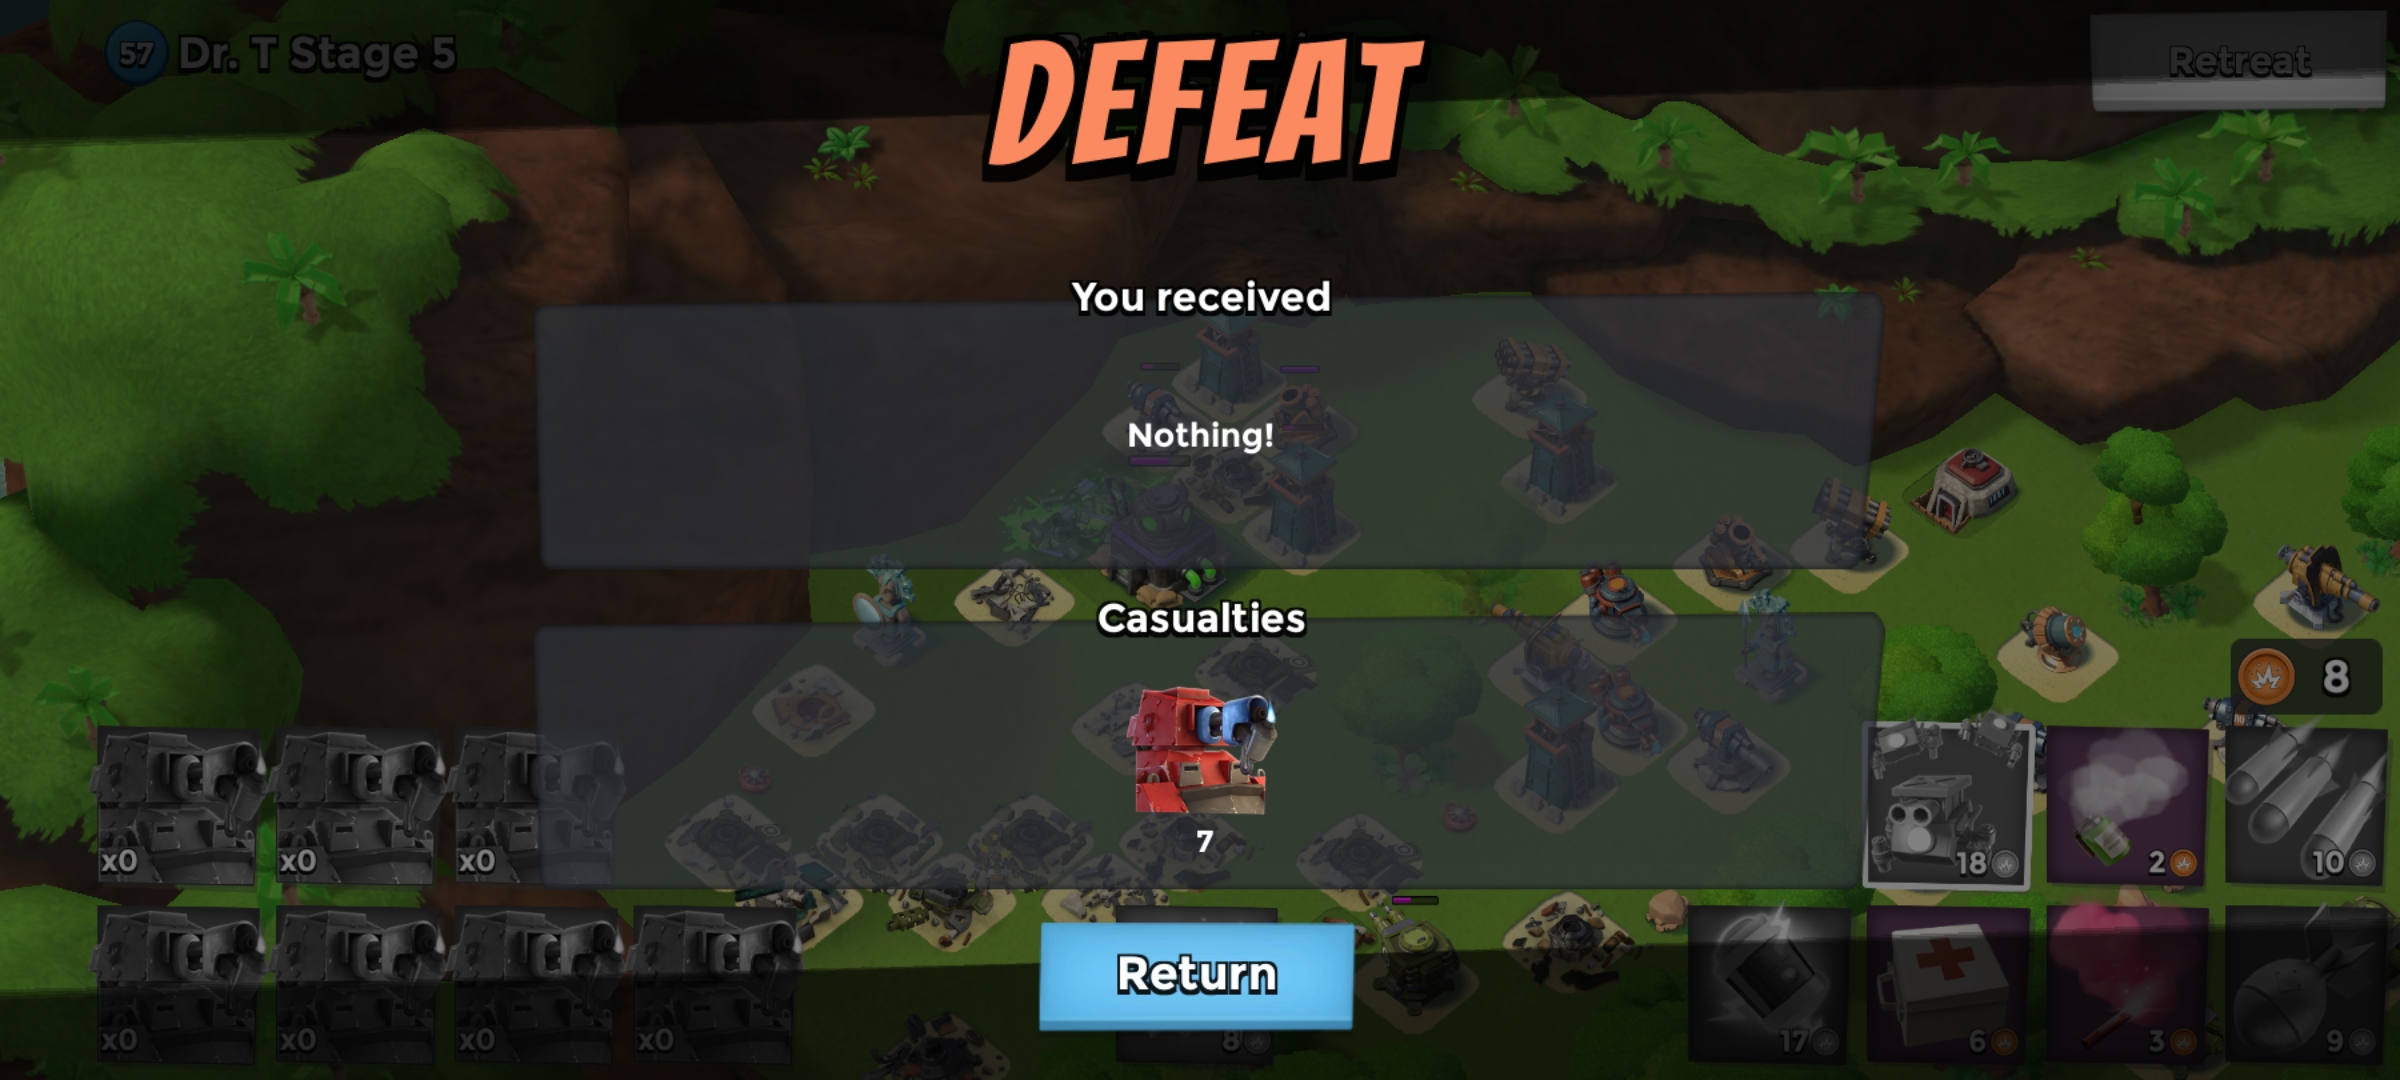 57 Dr. T Stage 5
DEFEAT
Retreat
You received
Nothing!
Casualties
7
8
x0 x0 x0
18 2 10
x0 x0 x0 x0
8
17 6 3 9
Return